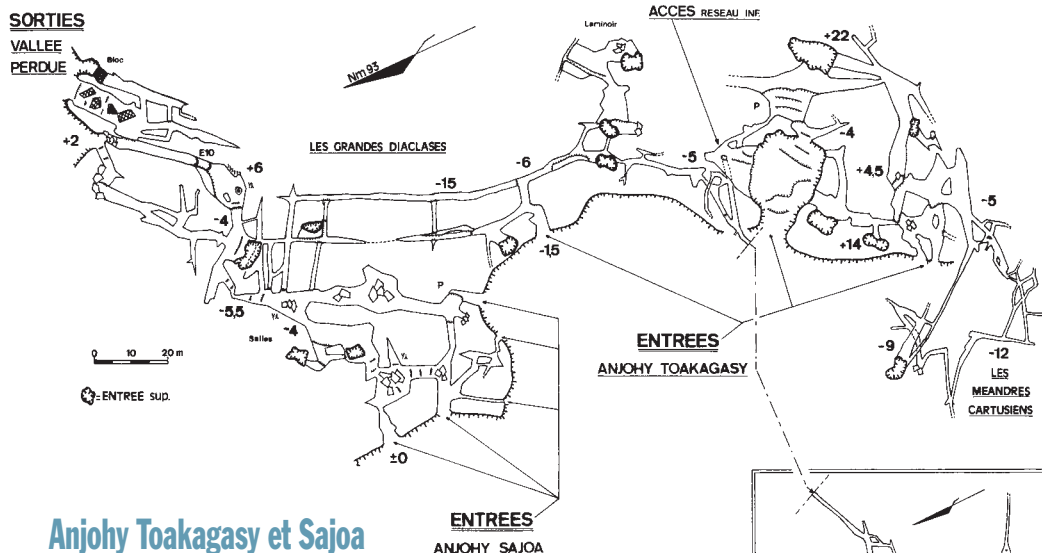 SORTIES
VALLEE
PERDUE
Bloc
+2
E10
+6
-4
Nm 93
LES GRANDES DIACLASES
-15
-6
-1,5
Laminoir
ACCES RESEAU INF.
+22
P
-4
-5
+4,5
-5
+14
-5,5
-4
Salles
P
0 10 20 m
=ENTREE sup.
±0
ENTREES
ANJOHY TOAKAGASY
-9
-12
LES
MEANDRES
CARTUSIENS
ENTREES
ANJOHY SAJOA
Anjohy Toakagasy et Sajoa